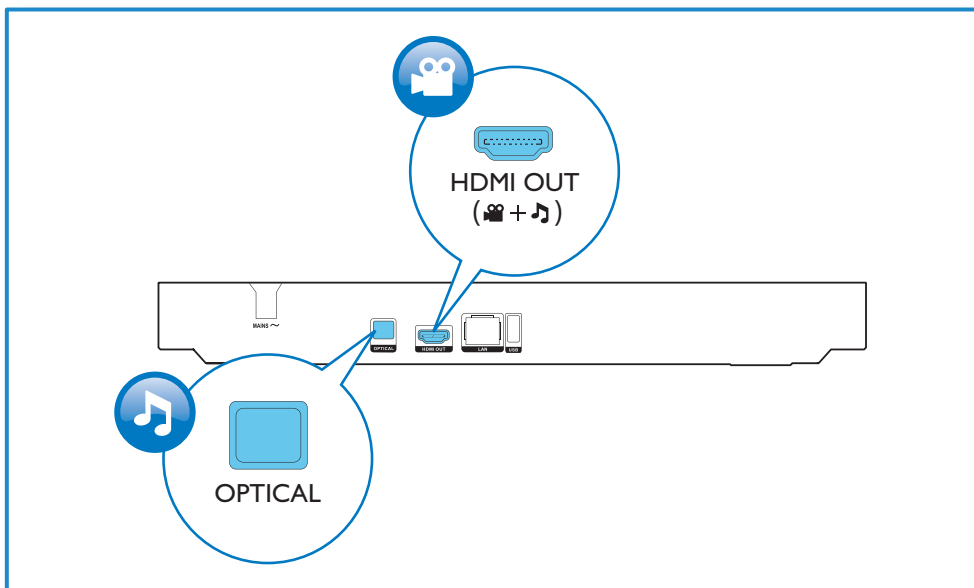 HDMI OUT
( + )
MAINS ~
OPTICAL
HDMI OUT
LAN
USB
OPTICAL